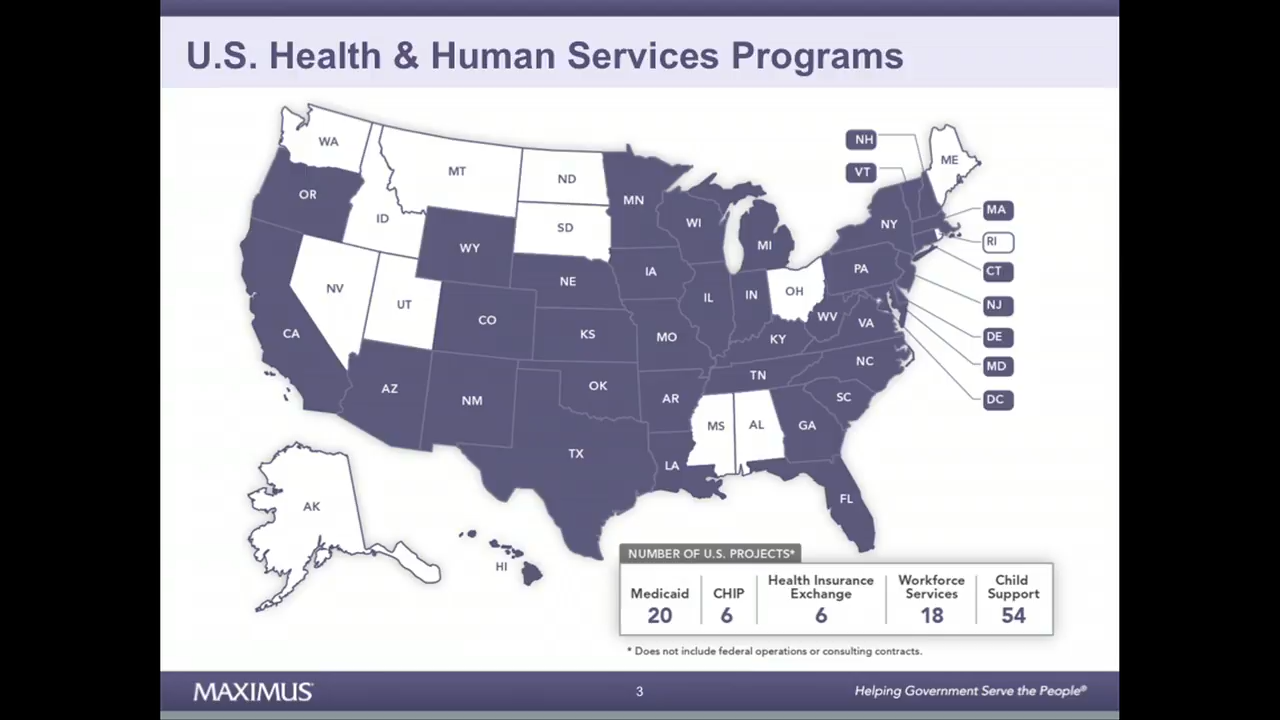 U.S. Health & Human Services Programs
WA
MT
ND
MN
ME
NH
VT
OR
ID
SD
WI
NY
MA
WY
MI
RI
IA
PA
CT
NE
NV
UT
IL
IN
OH
NJ
CO
WV
VA
DE
CA
KS
MO
KY
MD
NC
TN
AZ
NM
OK
AR
SC
DC
MS
AL
GA
TX
LA
FL
AK
HI
NUMBER OF U.S. PROJECTS*
Medicaid
20
CHIP
6
Health Insurance
Exchange
6
Workforce
Services
18
Child
Support
54
* Does not include federal operations or consulting contracts.
MAXIMUS
3
Helping Government Serve the People®